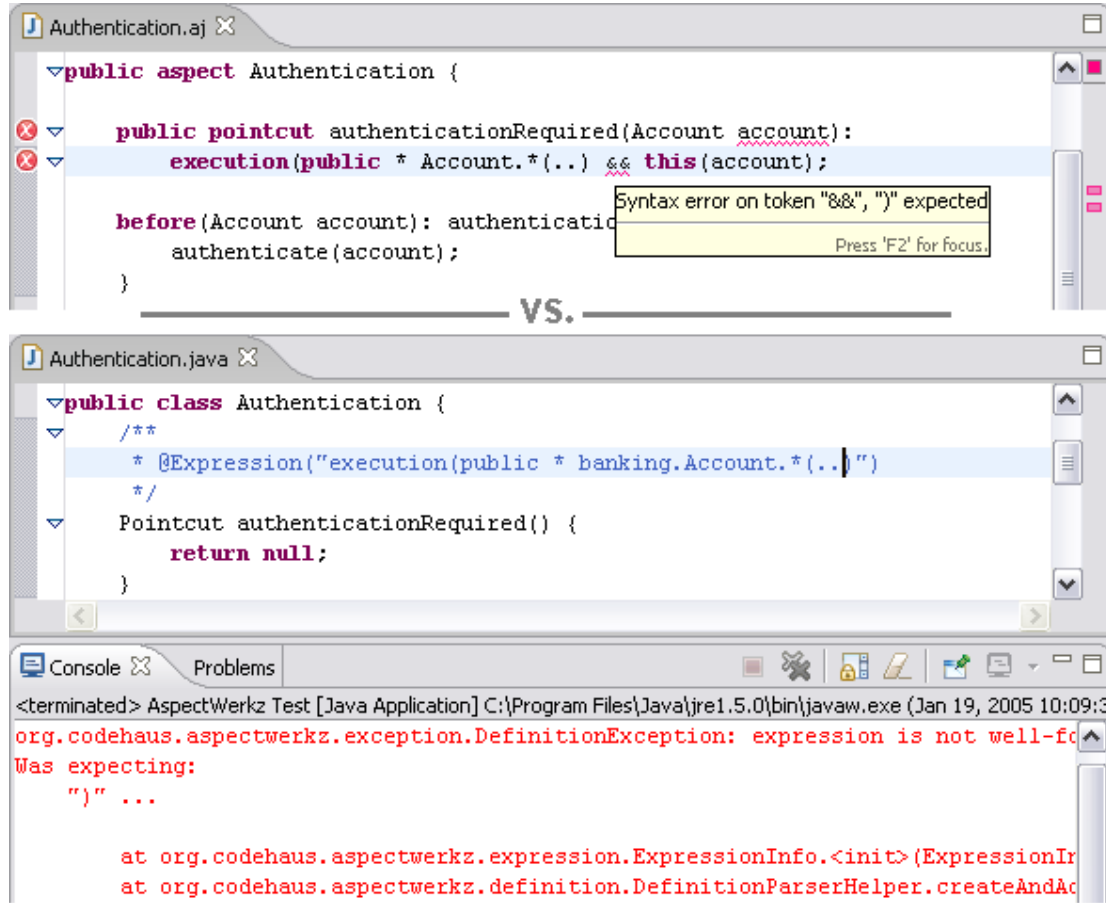 Authentication.aj
public aspect Authentication {
public pointcut authenticationRequired(Account account):
execution(public * Account.*(..) && this(account);
Syntax error on token "&&", ")" expected
Press 'F2' for focus.
before(Account account): authenticatic
authenticate(account);
}
VS.
Authentication.java
public class Authentication {
/**
* @Expression("execution(public * banking.Account.*(..)")
*/
Pointcut authenticationRequired() {
return null;
}
Console Problems
<terminated> AspectWerkz Test [Java Application] C:\Program Files\Java\jre1.5.0\bin\javaw.exe (Jan 19, 2005 10:09:3
org.codehaus.aspectwerkz.exception.DefinitionException: expression is not well-fo
Was expecting:
")" ...
at org.codehaus.aspectwerkz.expression.ExpressionInfo.<init>(ExpressionIn
at org.codehaus.aspectwerkz.definition.DefinitionParserHelper.createAndAd